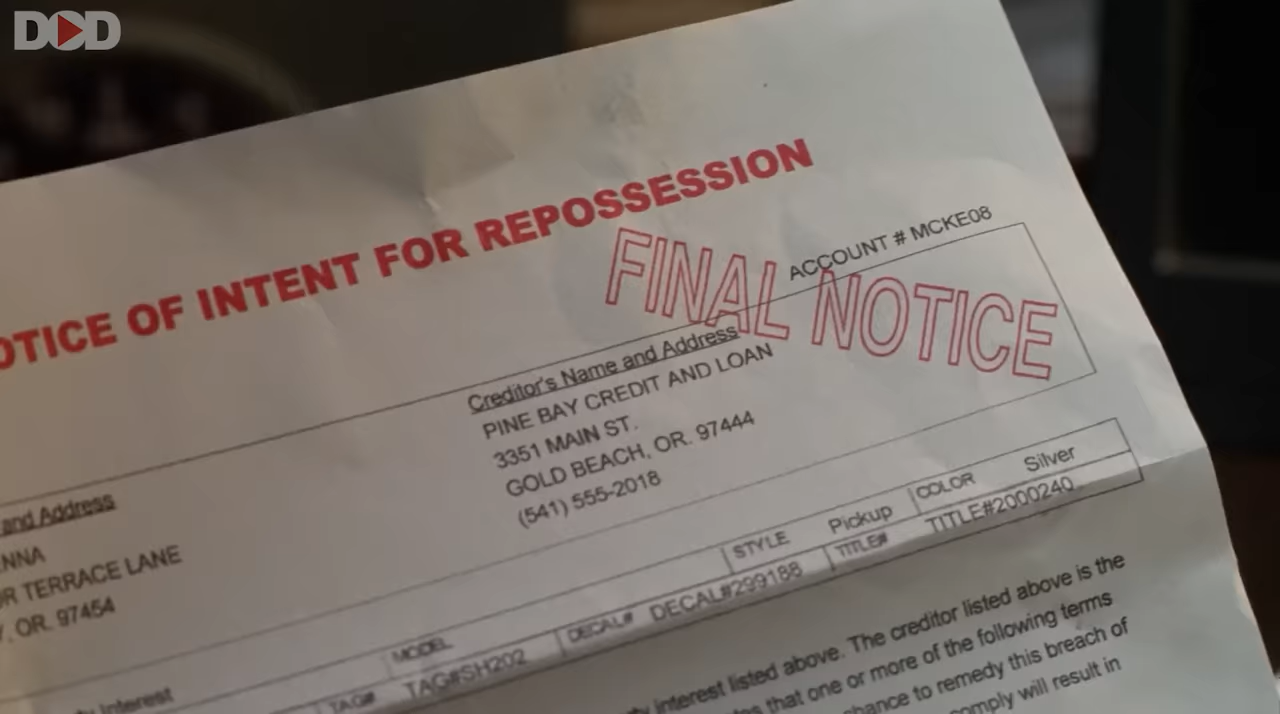 DOD
OTICE OF INTENT FOR REPOSSESSION
FINAL NOTICE
ACCOUNT # MCKE08
Creditor's Name and Address
PINE BAY CREDIT AND LOAN
3351 MAIN ST.
GOLD BEACH, OR. 97444
(541) 555-2018
and Address
ENNA
OR TERRACE LANE
, OR. 97454
STYLE Pickup COLOR Silver
MODEL DECAL# DECAL#299188 TITLE# TITLE#2000240
Interest TAG# TAG#SH202
interest listed above. The creditor listed above is the
es that one or more of the following terms
chance to remedy this breach of
comply will result in